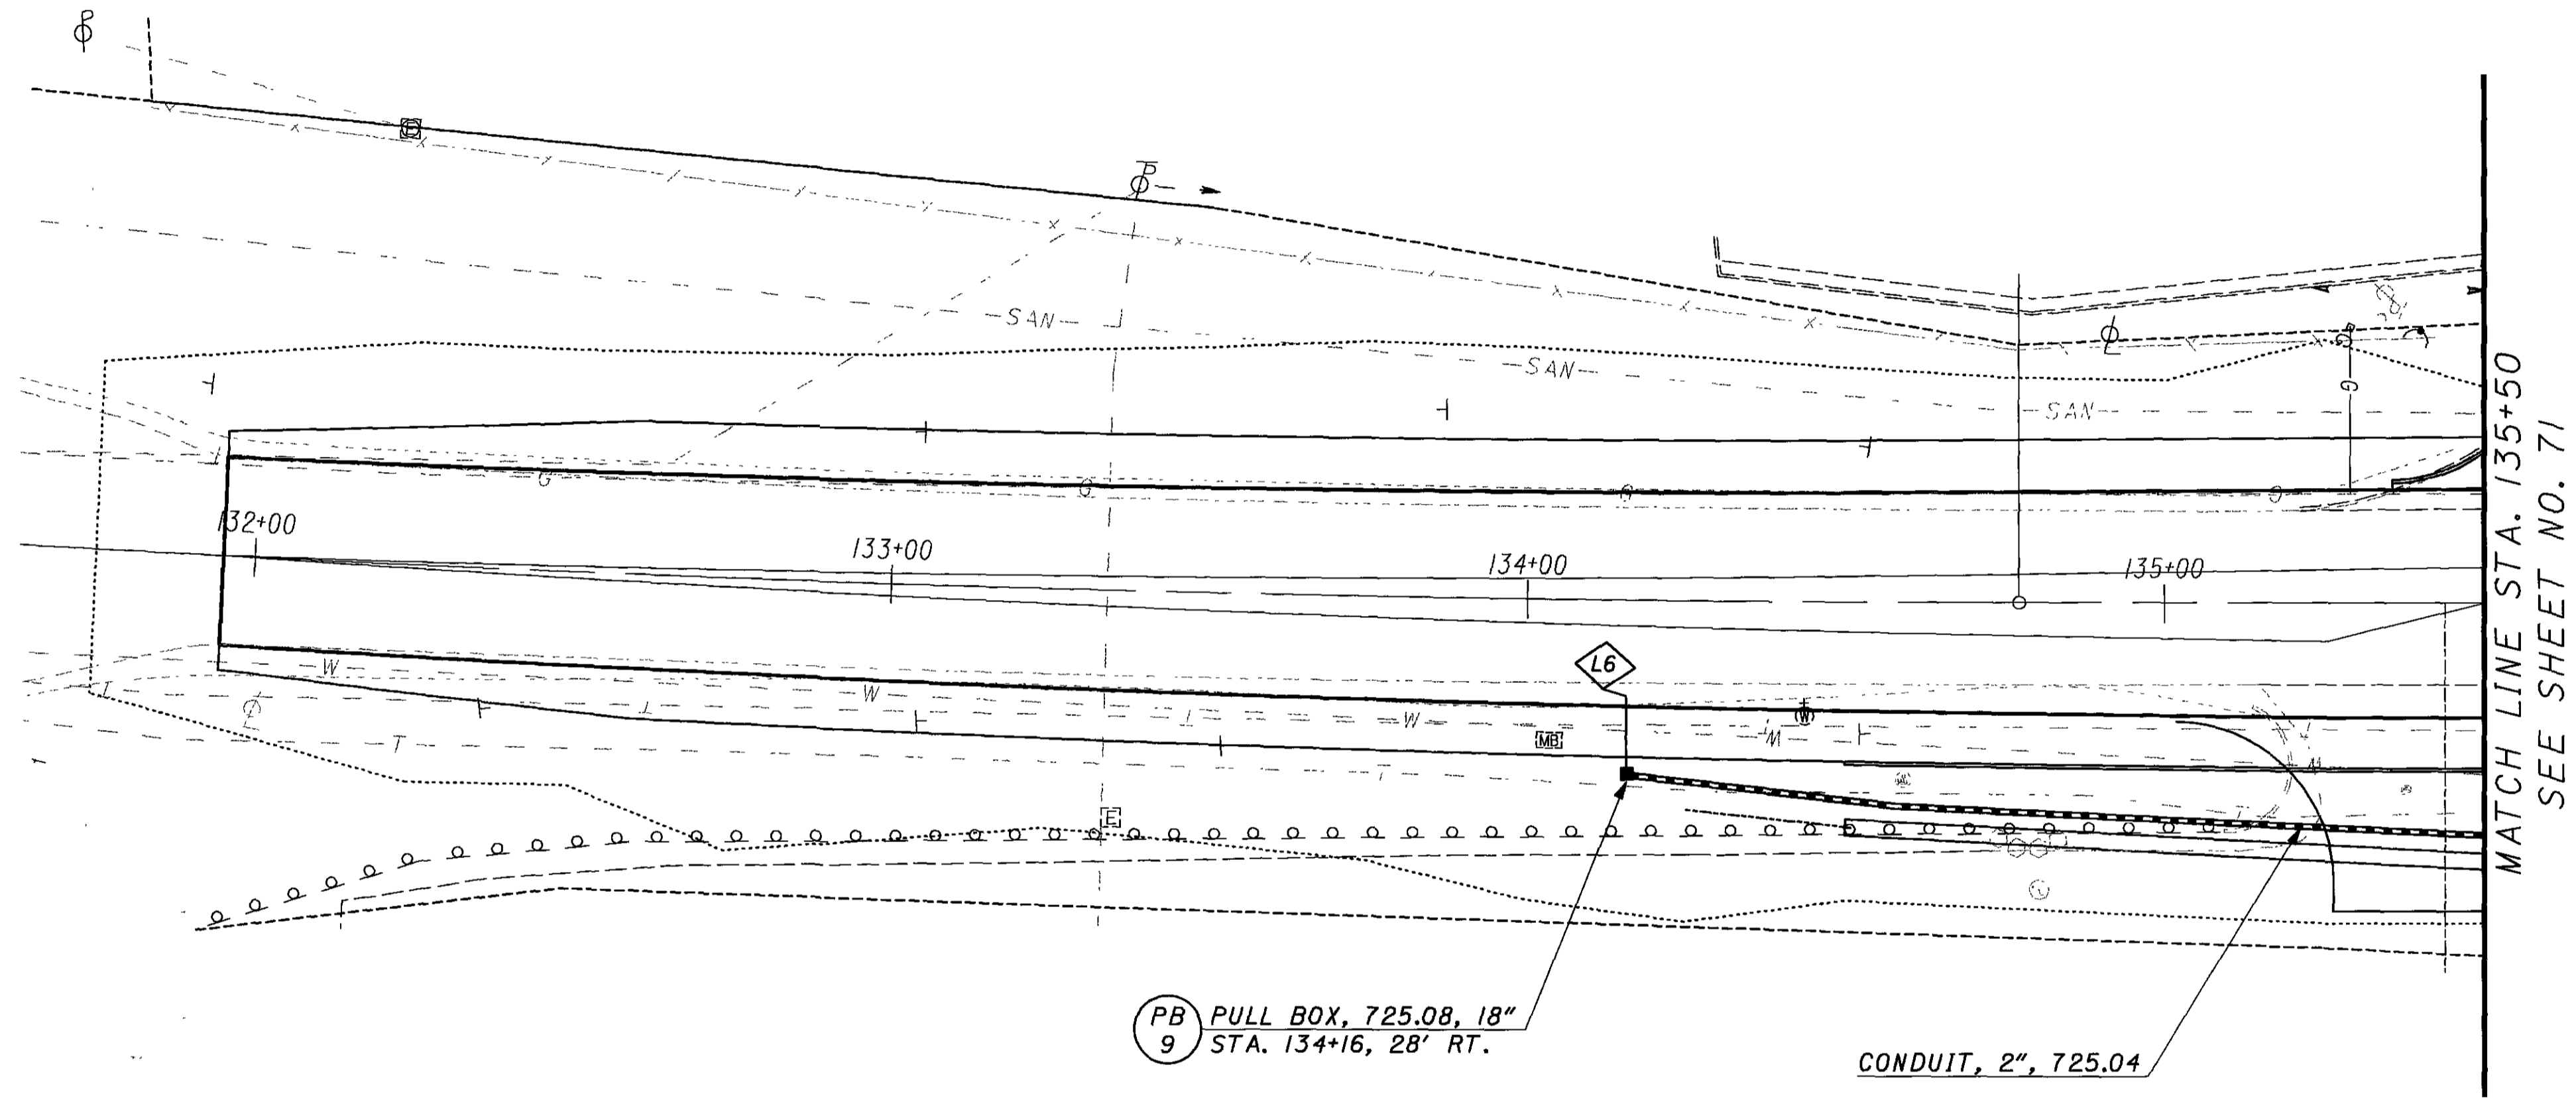 E
SAN
SAN
SAN
G
G
G
G
G
132+00
133+00
134+00
135+00
L6
W
W
W
W
W
T
T
MB
E
PB
9
PULL BOX, 725.08, 18"
STA. 134+16, 28' RT.
CONDUIT, 2", 725.04
MATCH LINE STA. 135+50
SEE SHEET NO. 71